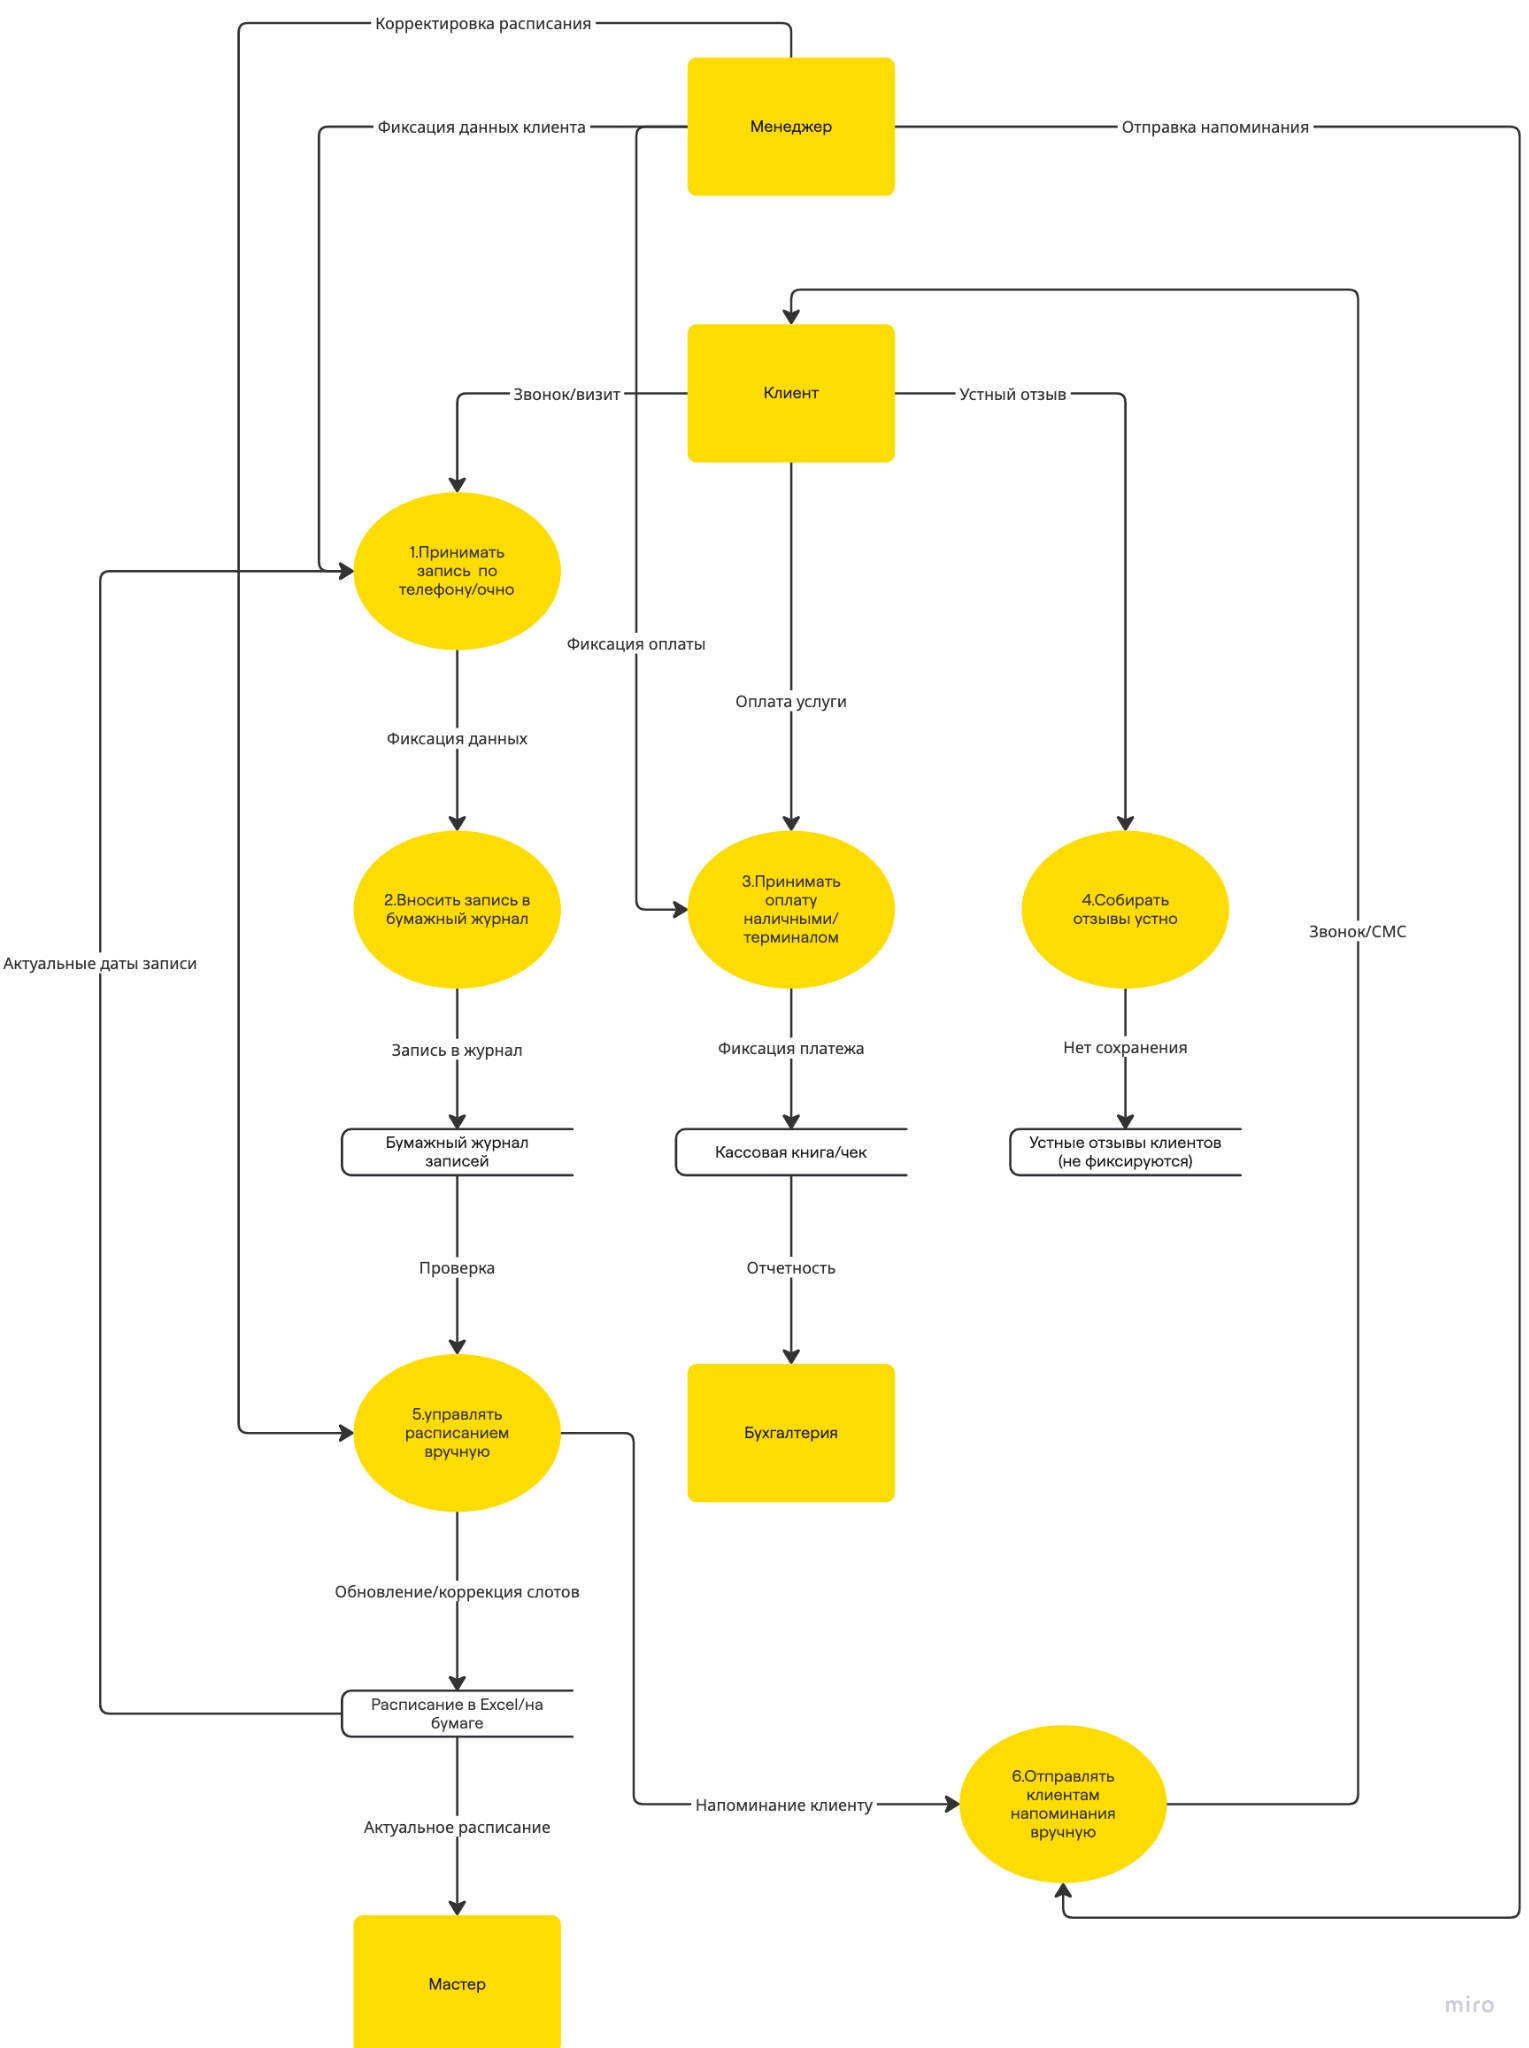 Корректировка расписания
Фиксация данных клиента
Менеджер
Отправка напоминания
Звонок/визит
Клиент
Устный отзыв
1.Принимать
запись по
телефону/очно
Фиксация оплаты
Оплата услуги
Фиксация данных
2.Вносить запись в
бумажный журнал
3.Принимать
оплату
наличными/
терминалом
4.Собирать
отзывы устно
Звонок/СМС
Актуальные даты записи
Запись в журнал
Фиксация платежа
Нет сохранения
Бумажный журнал
записей
Кассовая книга/чек
Устные отзывы клиентов
(не фиксируются)
Проверка
Отчетность
5.управлять
расписанием
вручную
Бухгалтерия
Обновление/коррекция слотов
Расписание в Excel/на
бумаге
Напоминание клиенту
6.Отправлять
клиентам
напоминания
вручную
Актуальное расписание
Мастер
miro